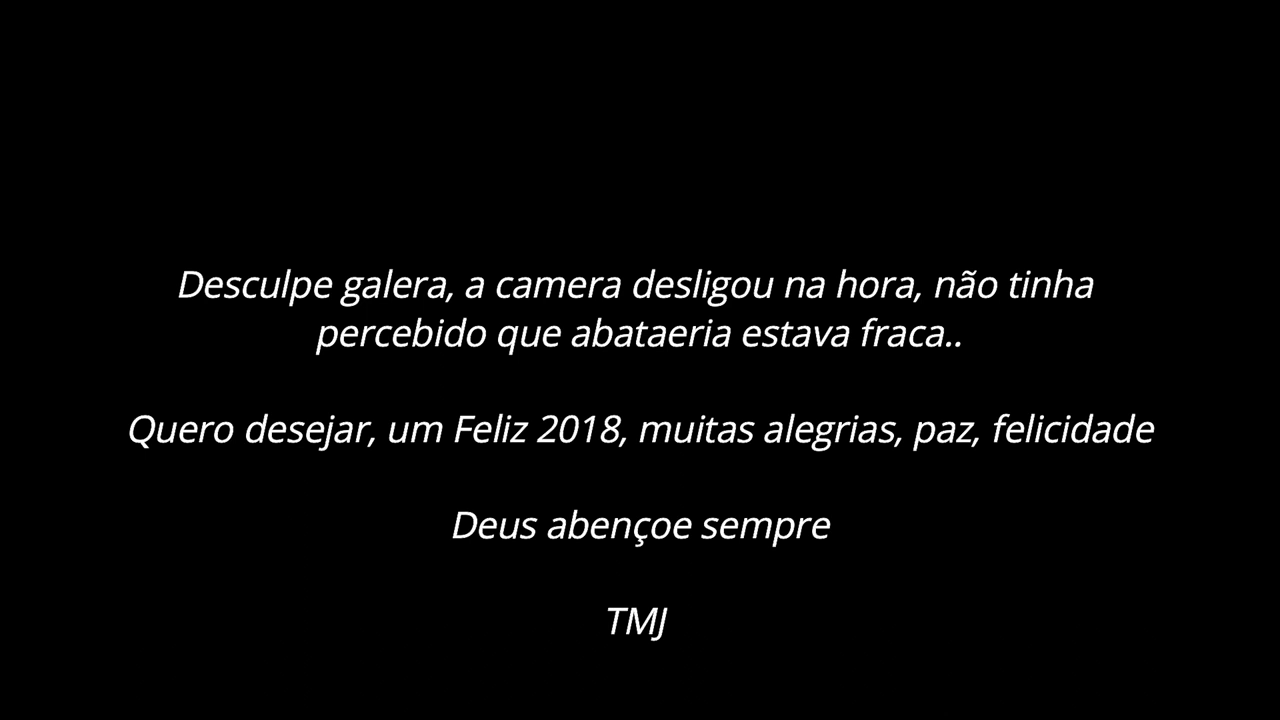 Desculpe galera, a camera desligou na hora, não tinha
percebido que abataeria estava fraca..
Quero desejar, um Feliz 2018, muitas alegrias, paz, felicidade
Deus abençoe sempre
TMJ